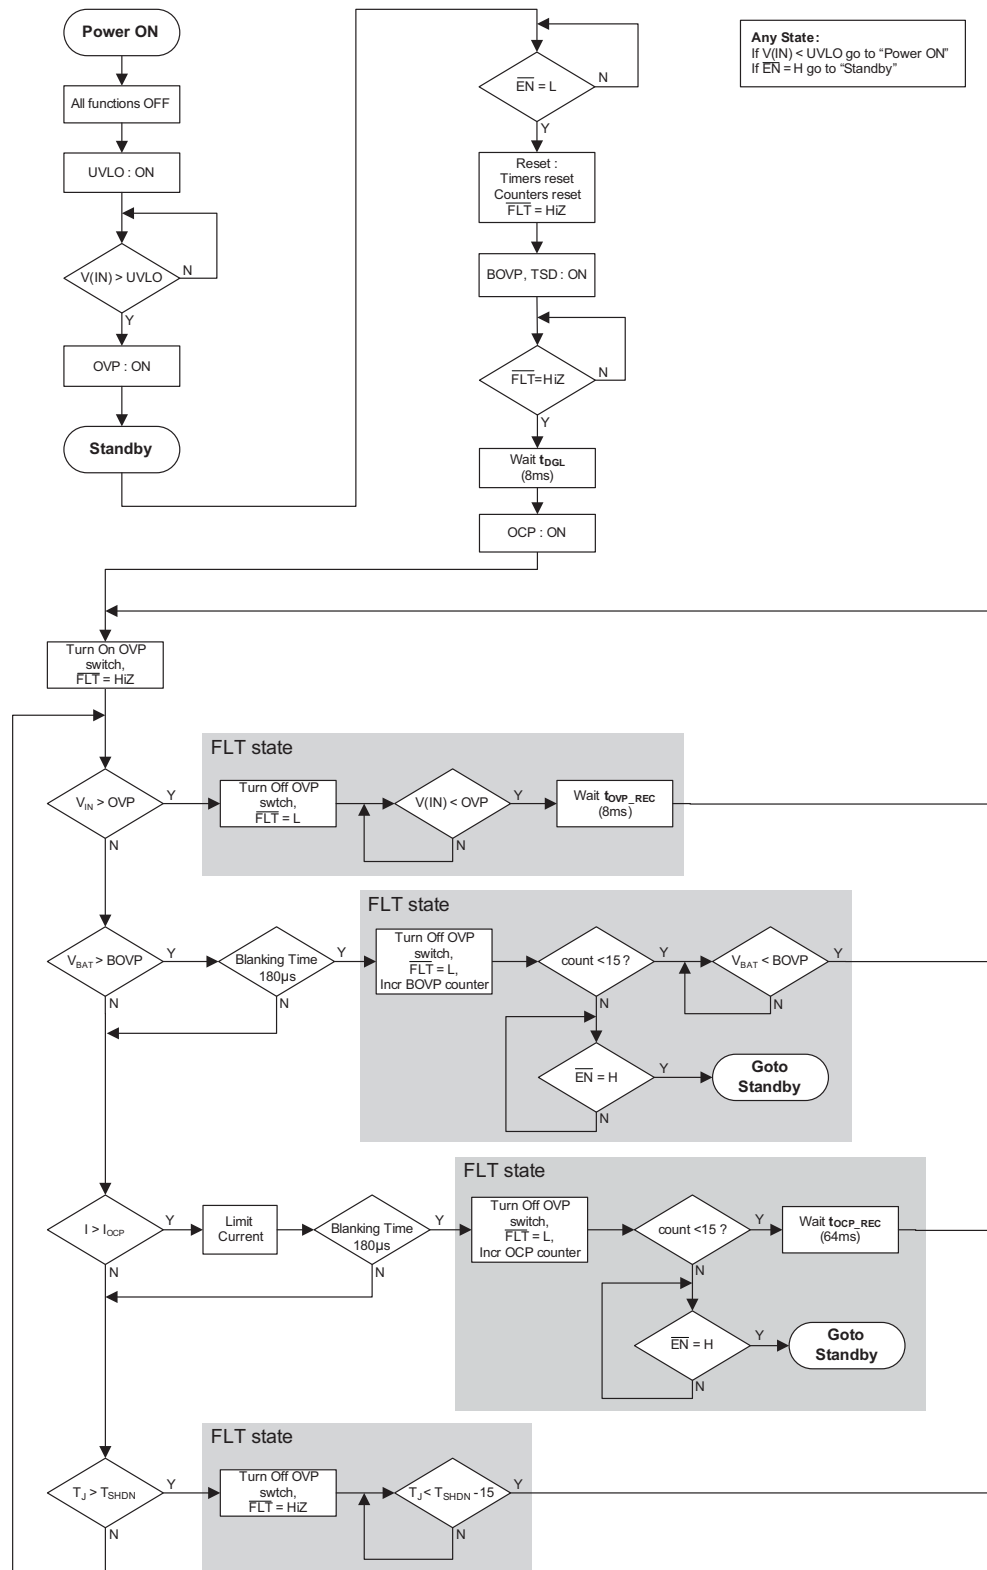 Power ON
All functions OFF
UVLO : ON
V(IN) > UVLO
N
Y
OVP : ON
Standby
EN = L
N
Y
Reset :
Timers reset
Counters reset
FLT = HiZ
BOVP, TSD : ON
FLT=HiZ
N
Y
Wait tDGL
(8ms)
OCP : ON
Any State:
If V(IN) < UVLO go to “Power ON”
If EN = H go to “Standby”
Turn On OVP
switch,
FLT = HiZ
VIN > OVP
Y
N
FLT state
Turn Off OVP
swtch,
FLT = L
V(IN) < OVP
Y
N
Wait tOVP_REC
(8ms)
VBAT > BOVP
Y
N
Blanking Time
180µs
Y
N
FLT state
Turn Off OVP
switch,
FLT = L,
Incr BOVP counter
count <15 ?
Y
N
VBAT < BOVP
Y
N
EN = H
Y
N
Goto
Standby
I > IOCP
Y
N
Limit
Current
Blanking Time
180µs
Y
N
FLT state
Turn Off OVP
switch,
FLT = L,
Incr OCP counter
count <15 ?
Y
N
Wait tOCP_REC
(64ms)
EN = H
Y
N
Goto
Standby
TJ > TSHDN
Y
N
FLT state
Turn Off OVP
swtch,
FLT = HiZ
TJ < TSHDN - 15
Y
N